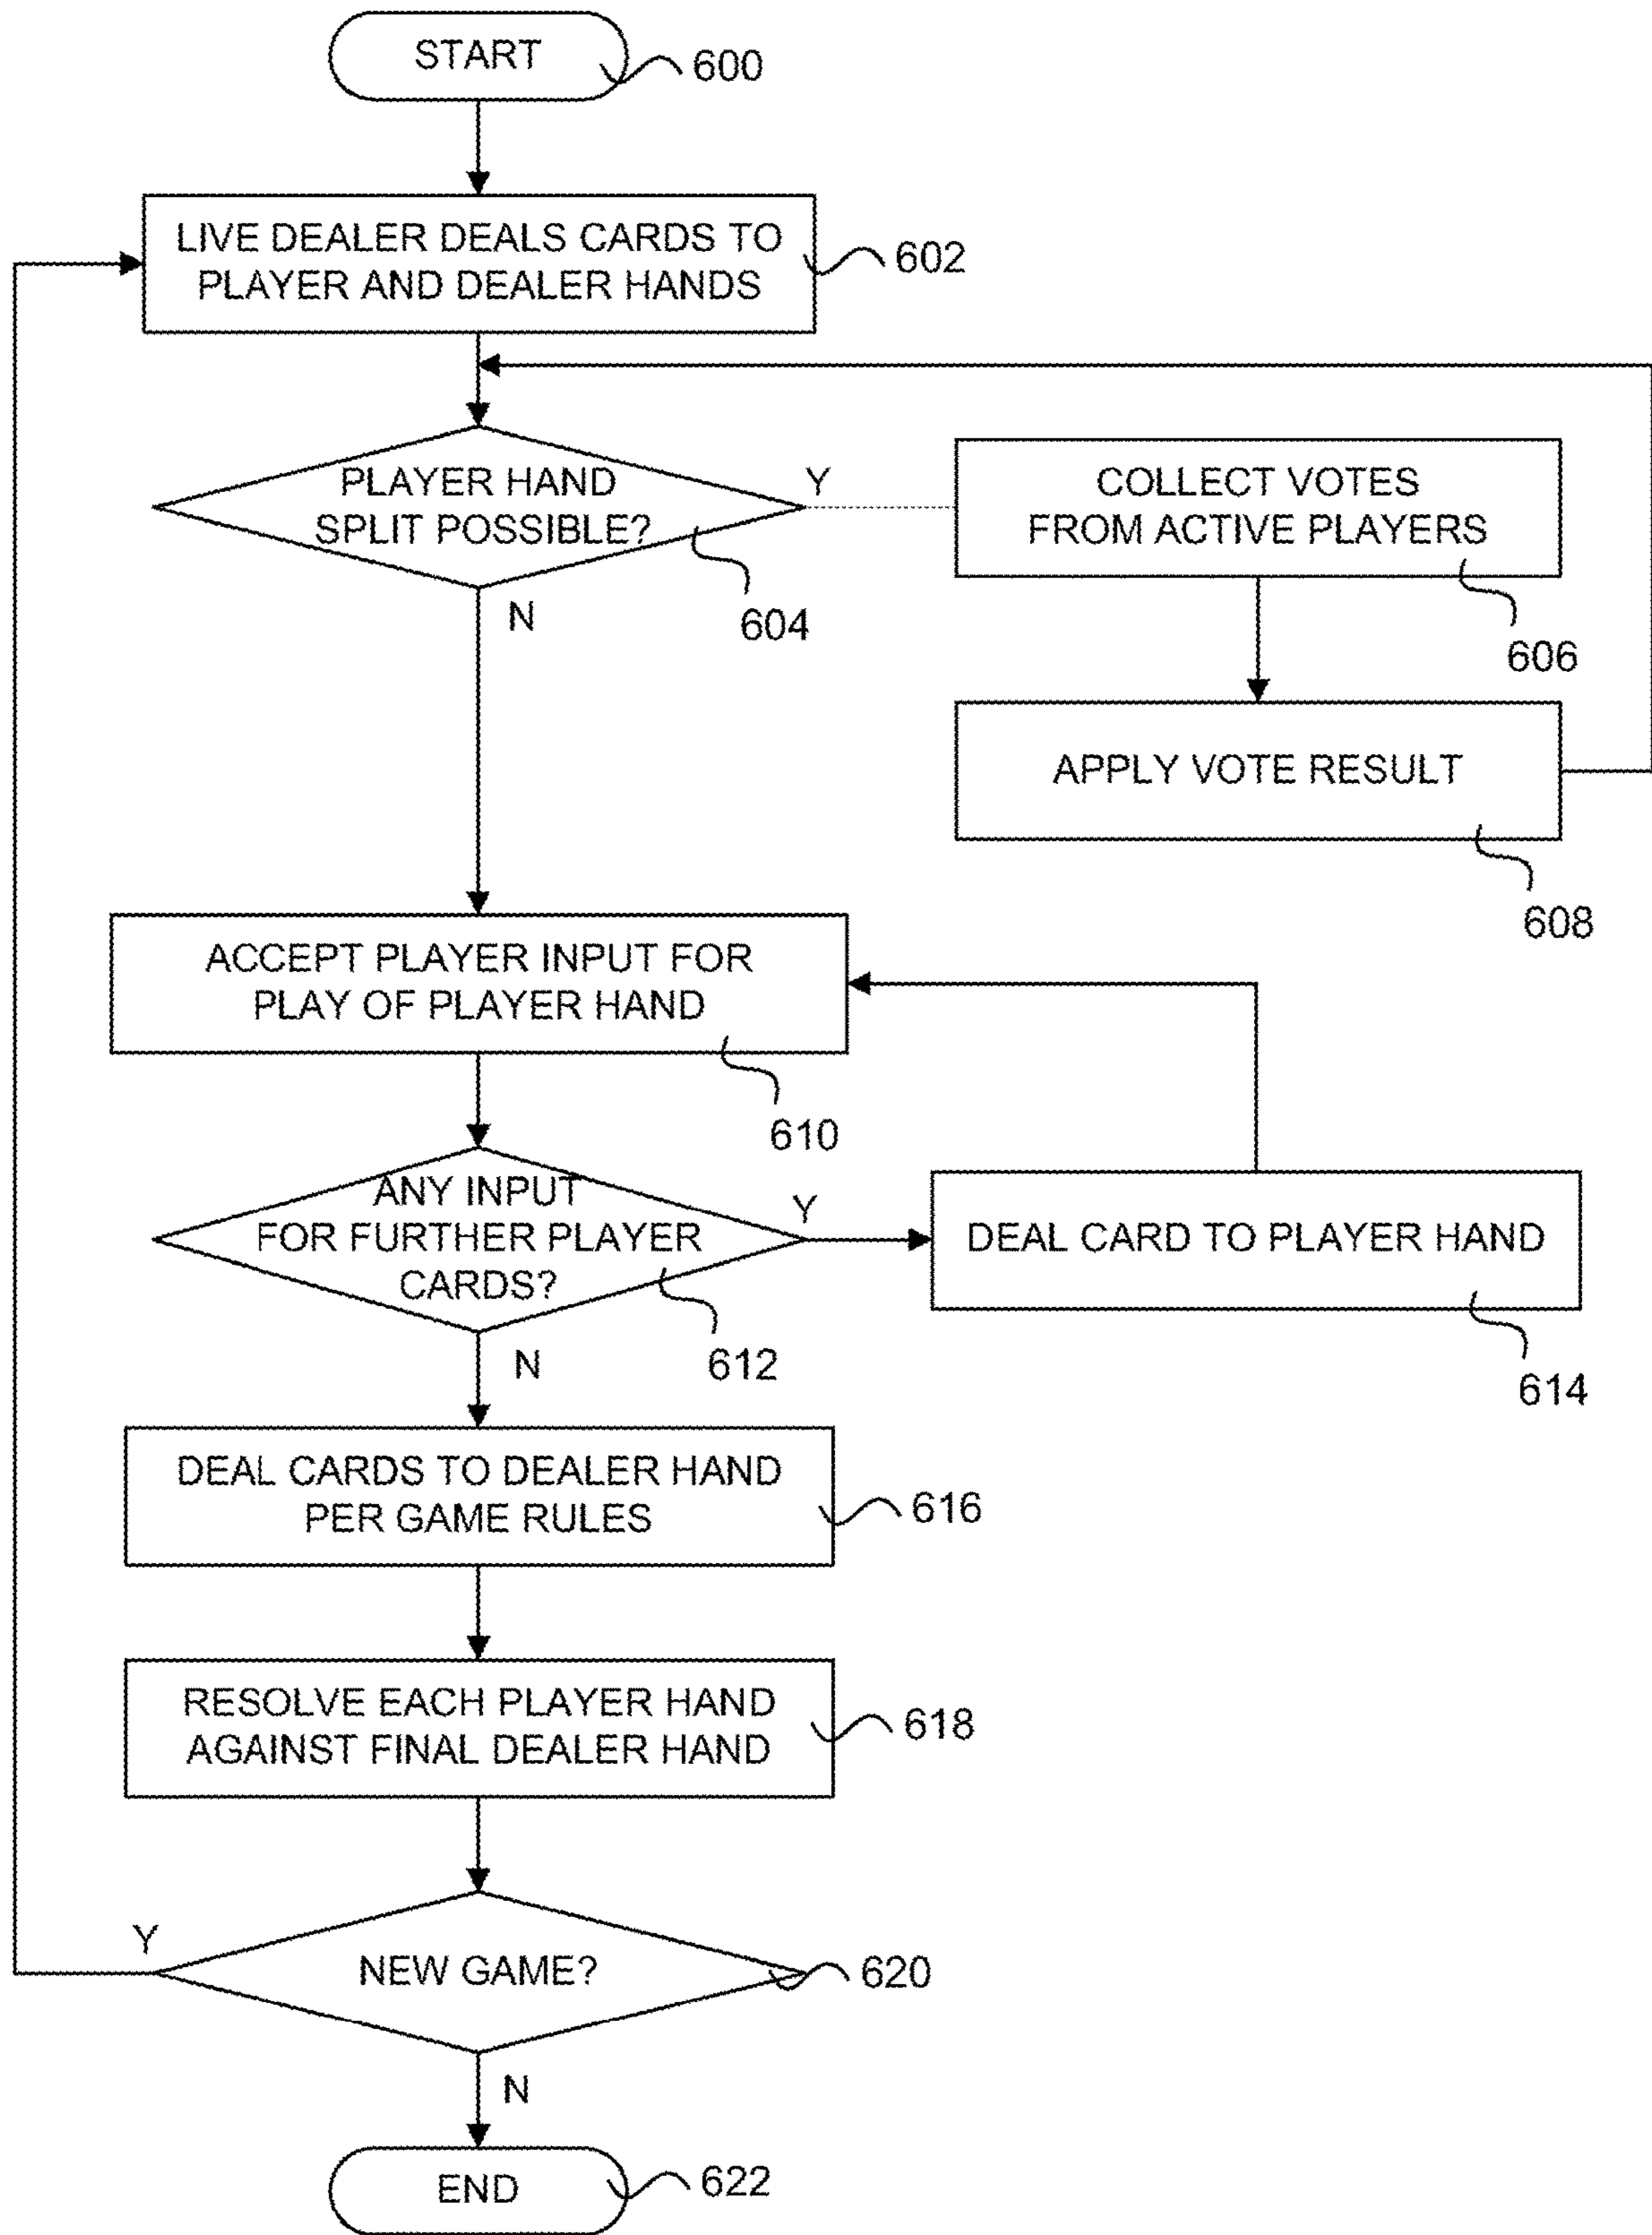 START
600
LIVE DEALER DEALS CARDS TO
PLAYER AND DEALER HANDS
602
PLAYER HAND
SPLIT POSSIBLE?
Y
604
N
COLLECT VOTES
FROM ACTIVE PLAYERS
606
APPLY VOTE RESULT
608
ACCEPT PLAYER INPUT FOR
PLAY OF PLAYER HAND
610
ANY INPUT
FOR FURTHER PLAYER
CARDS?
Y
612
N
DEAL CARD TO PLAYER HAND
614
DEAL CARDS TO DEALER HAND
PER GAME RULES
616
RESOLVE EACH PLAYER HAND
AGAINST FINAL DEALER HAND
618
Y
NEW GAME?
620
N
END
622